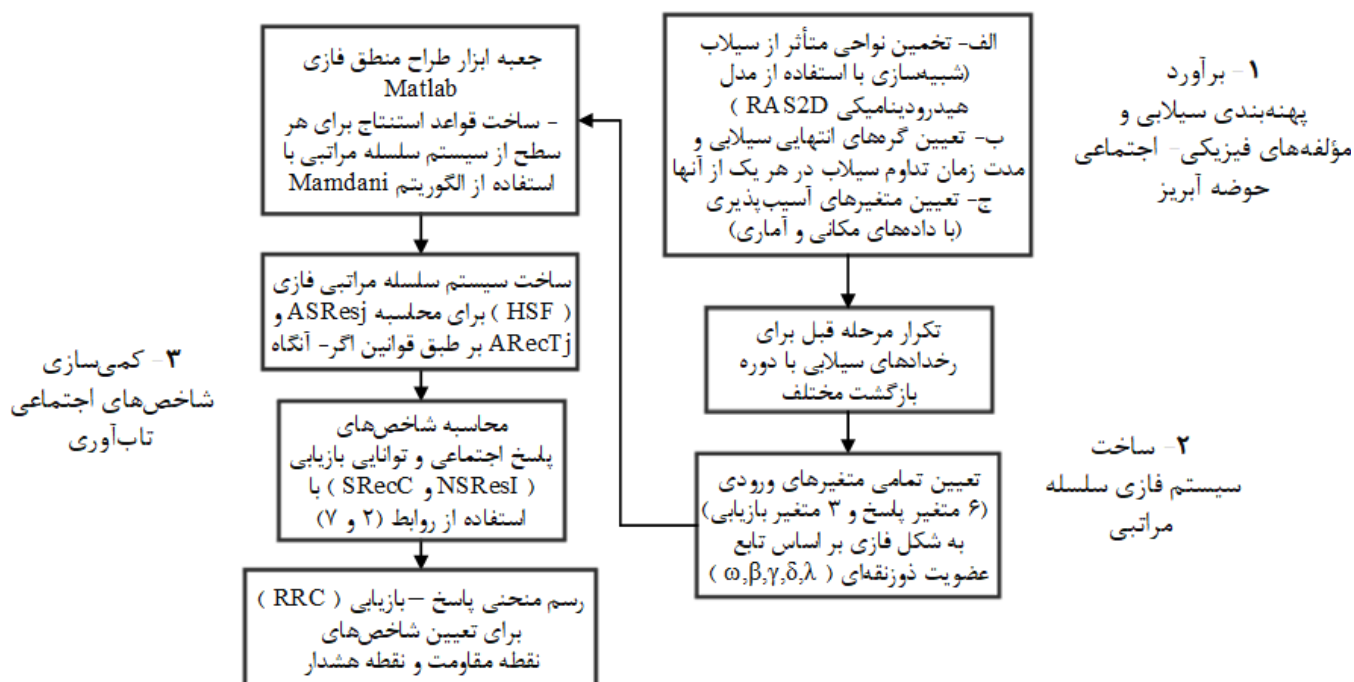 ۱- برآورد
پهنه‌بندی سیلابی و
مؤلفه‌های فیزیکی- اجتماعی
حوضه آبریز
الف- تخمین نواحی متأثر از سیلاب
(شبیه‌سازی با استفاده از مدل
هیدرودینامیکی RAS2D )
ب- تعیین گره‌های انتهایی سیلابی و
مدت زمان تداوم سیلاب در هر یک از آنها
ج- تعیین متغیرهای آسیب‌پذیری
(با داده‌های مکانی و آماری)
تکرار مرحله قبل برای
رخدادهای سیلابی با دوره
بازگشت مختلف
۲- ساخت
سیستم فازی سلسله
مراتبی
تعیین تمامی متغیرهای ورودی
(۶ متغیر پاسخ و ۳ متغیر بازیابی)
به شکل فازی بر اساس تابع
عضویت ذوزنقه‌ای ( ω,β,γ,δ,λ )
جعبه ابزار طراح منطق فازی
Matlab
- ساخت قواعد استنتاج برای هر
سطح از سیستم سلسله مراتبی با
استفاده از الگوریتم Mamdani
ساخت سیستم سلسله مراتبی فازی
( HSF ) برای محلسبه ASResj و
ARecTj بر طبق قوانین اگر- آنگاه
۳- کمی‌سازی
شاخص‌های اجتماعی
تاب‌آوری
محاسبه شاخص‌های
پاسخ اجتماعی و توانایی بازیابی
( NSResI و SRecC ) با
استفاده از روابط (۲ و ۷)
رسم منحنی پاسخ –بازیابی ( RRC )
برای تعیین شاخص‌های
نقطه مقاومت و نقطه هشدار